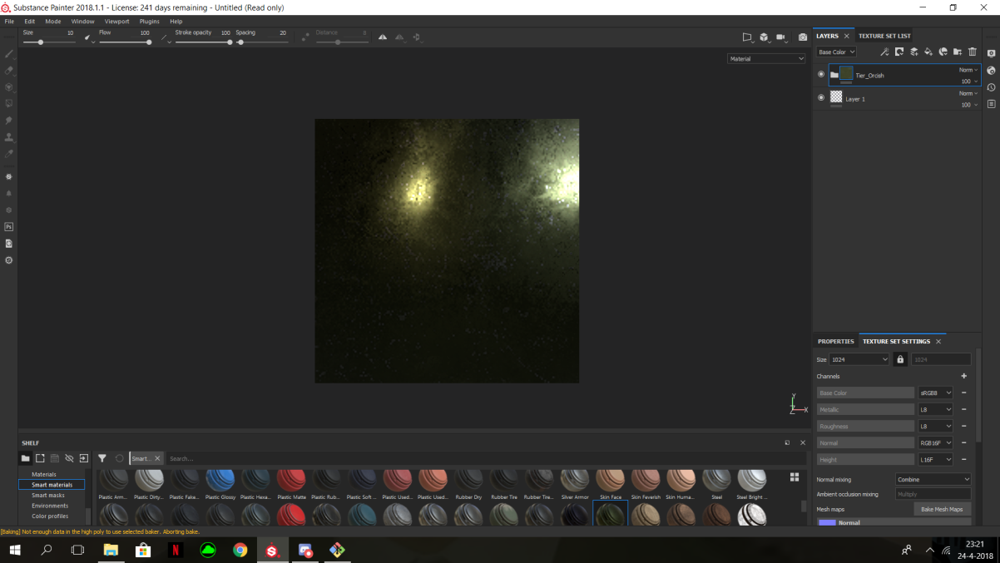 Substance Painter 2018.1.1 - License: 241 days remaining - Untitled (Read only)
File Edit Mode Window Viewport Plugins Help
Size 10 Flow 100 Stroke opacity 100 Spacing 20 Distance 8
Material
LAYERS TEXTURE SET LIST
Base Color
Tier_Orcish Norm 100
Layer 1 Norm 100
Ps
Y
Z X
PROPERTIES TEXTURE SET SETTINGS
Size 1024 1024
Channels
Base Color sRGB8
Metallic L8
Roughness L8
Normal RGB16F
Height L16F
Normal mixing Combine
Ambient occlusion mixing Multiply
Mesh maps Bake Mesh Maps
Normal
SHELF
Smart... Search...
Materials
Smart materials
Smart masks
Environments
Color profiles
Plastic Arm... Plastic Dirty... Plastic Fake... Plastic Glossy Plastic Hexa... Plastic Matte Plastic Rub... Plastic Soft ... Plastic Used... Plastic Used... Rubber Dry Rubber Tire Rubber Tire... Silver Armor Skin Face Skin Feverish Skin Huma... Steel Steel Bright ...
[Baking] Not enough data in the high poly to use selected baker. Aborting bake.
N
23:21
24-4-2018